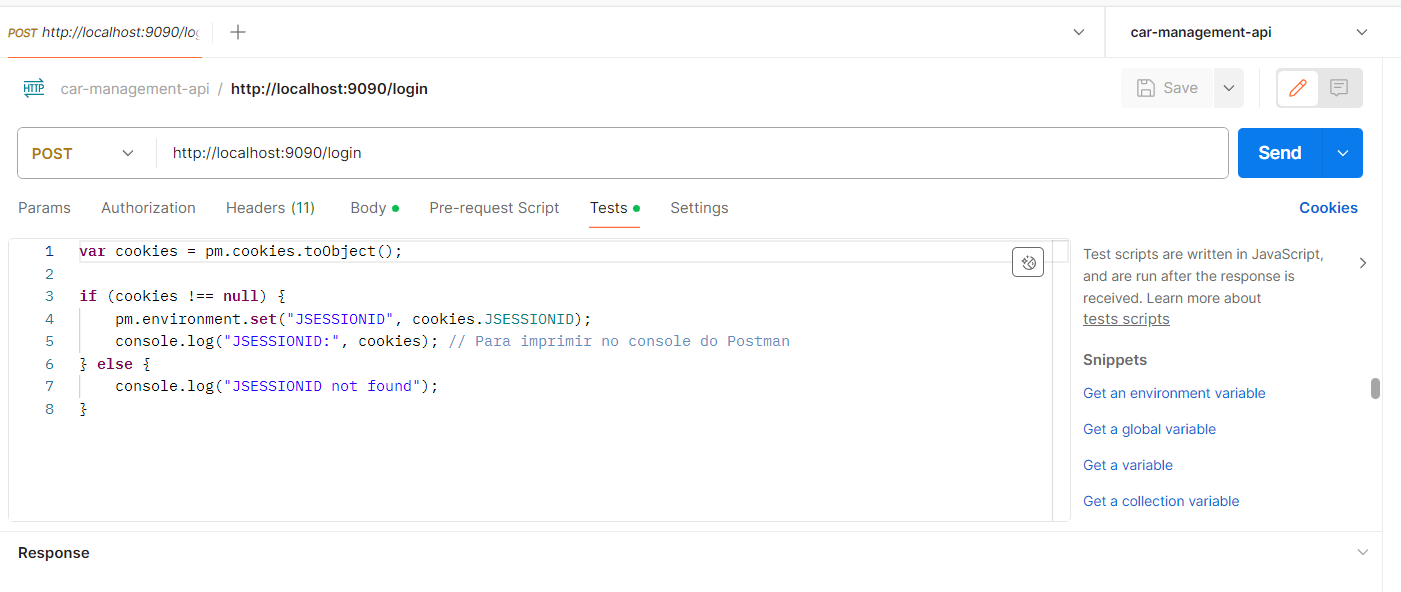 POST http://localhost:9090/lo
car-management-api
HTTP car-management-api / http://localhost:9090/login
Save
POST http://localhost:9090/login
Send
Params Authorization Headers (11) Body Pre-request Script Tests Settings
Cookies
1 var cookies = pm.cookies.toObject();
2
3 if (cookies !== null) {
4 pm.environment.set("JSESSIONID", cookies.JSESSIONID);
5 console.log("JSESSIONID:", cookies); // Para imprimir no console do Postman
6 } else {
7 console.log("JSESSIONID not found");
8 }
Test scripts are written in JavaScript,
and are run after the response is
received. Learn more about
tests scripts
Snippets
Get an environment variable
Get a global variable
Get a variable
Get a collection variable
Response